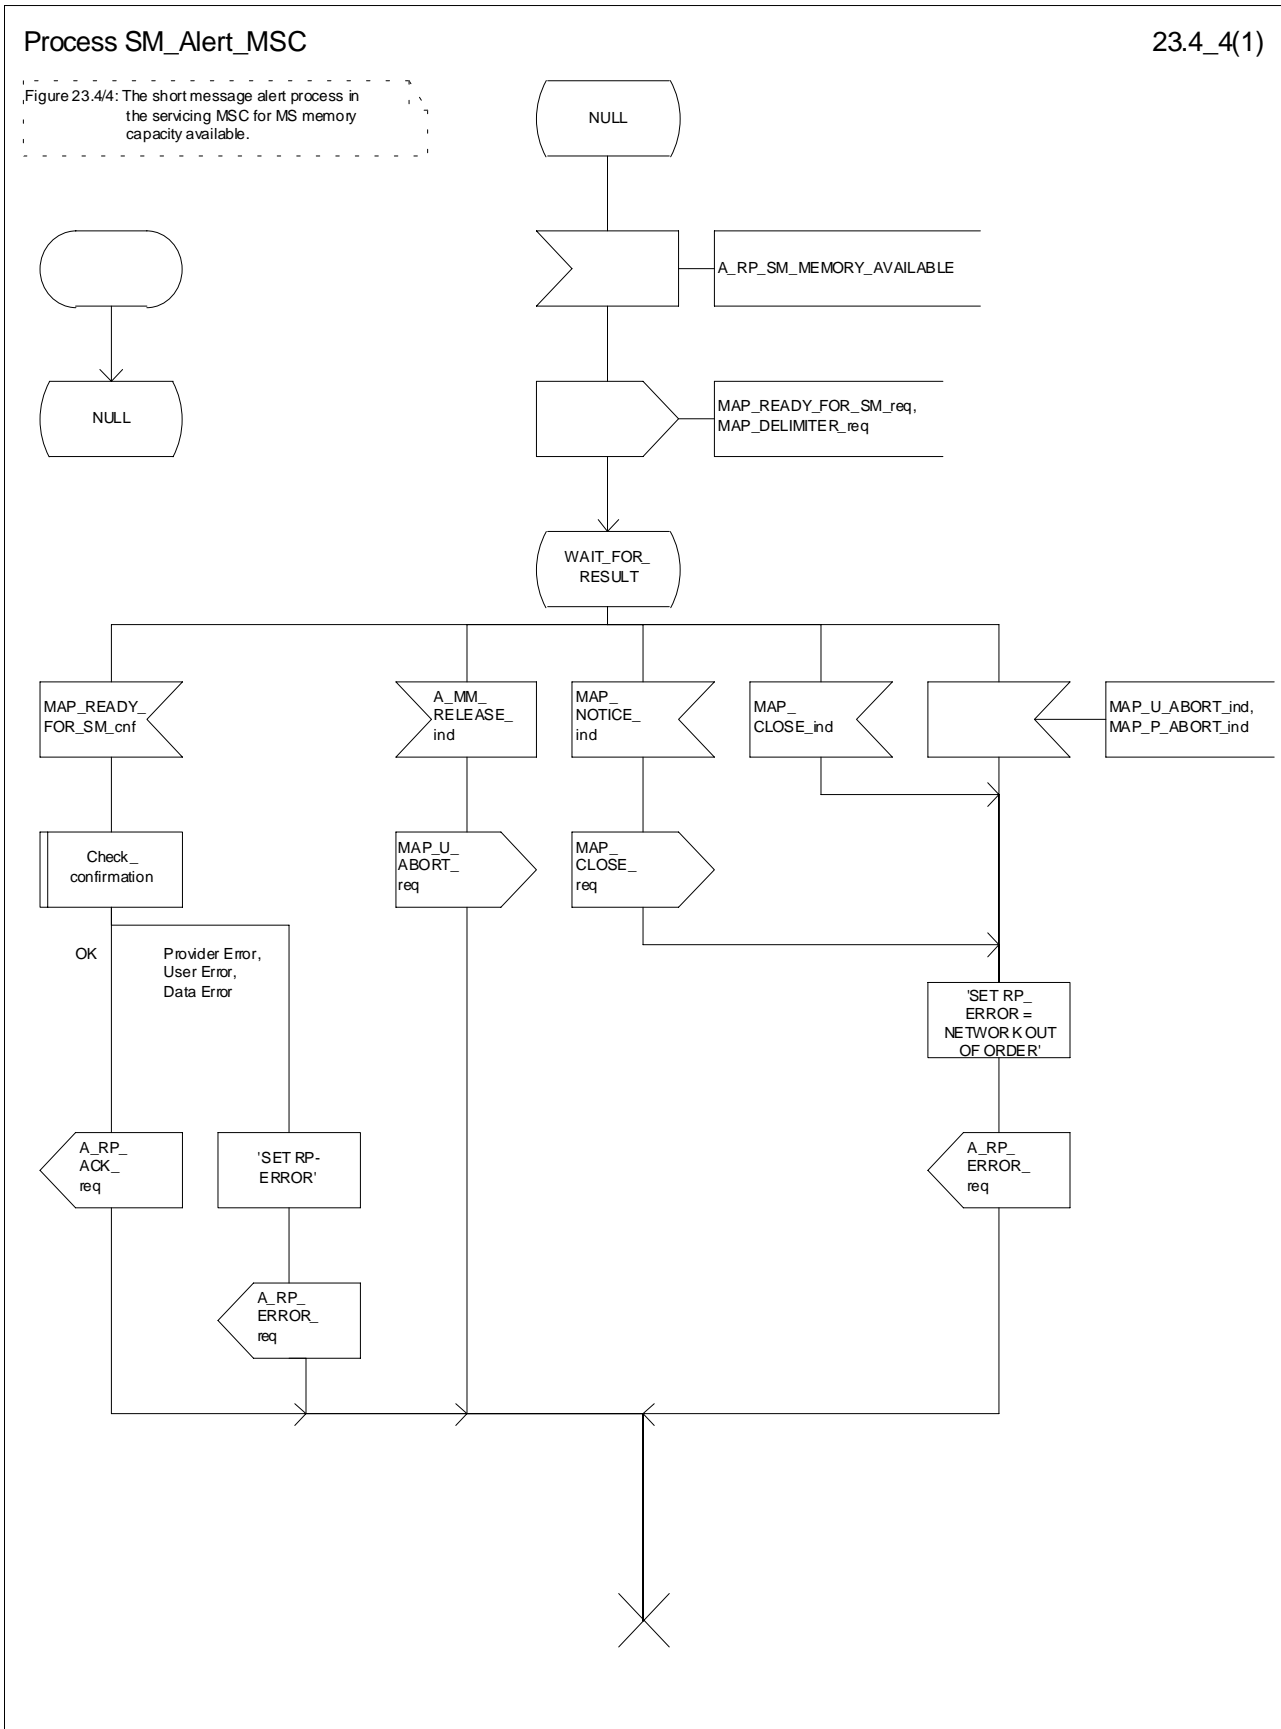 Process SM_Alert_MSC
23.4_4(1)
Figure 23.4/4: The short message alert process in
the servicing MSC for MS memory
capacity available.
NULL
A_RP_SM_MEMORY_AVAILABLE
NULL
MAP_READY_FOR_SM_req,
MAP_DELIMITER_req
WAIT_FOR_
RESULT
MAP_READY_
FOR_SM_cnf
A_MM_
RELEASE_
ind
MAP_
NOTICE_
ind
MAP_
CLOSE_ind
MAP_U_ABORT_ind,
MAP_P_ABORT_ind
Check_
confirmation
MAP_U_
ABORT_
req
MAP_
CLOSE_
req
OK
Provider Error,
User Error,
Data Error
'SET RP_
ERROR =
NETWORK OUT
OF ORDER'
A_RP_
ACK_
req
'SET RP-
ERROR'
A_RP_
ERROR_
req
A_RP_
ERROR_
req